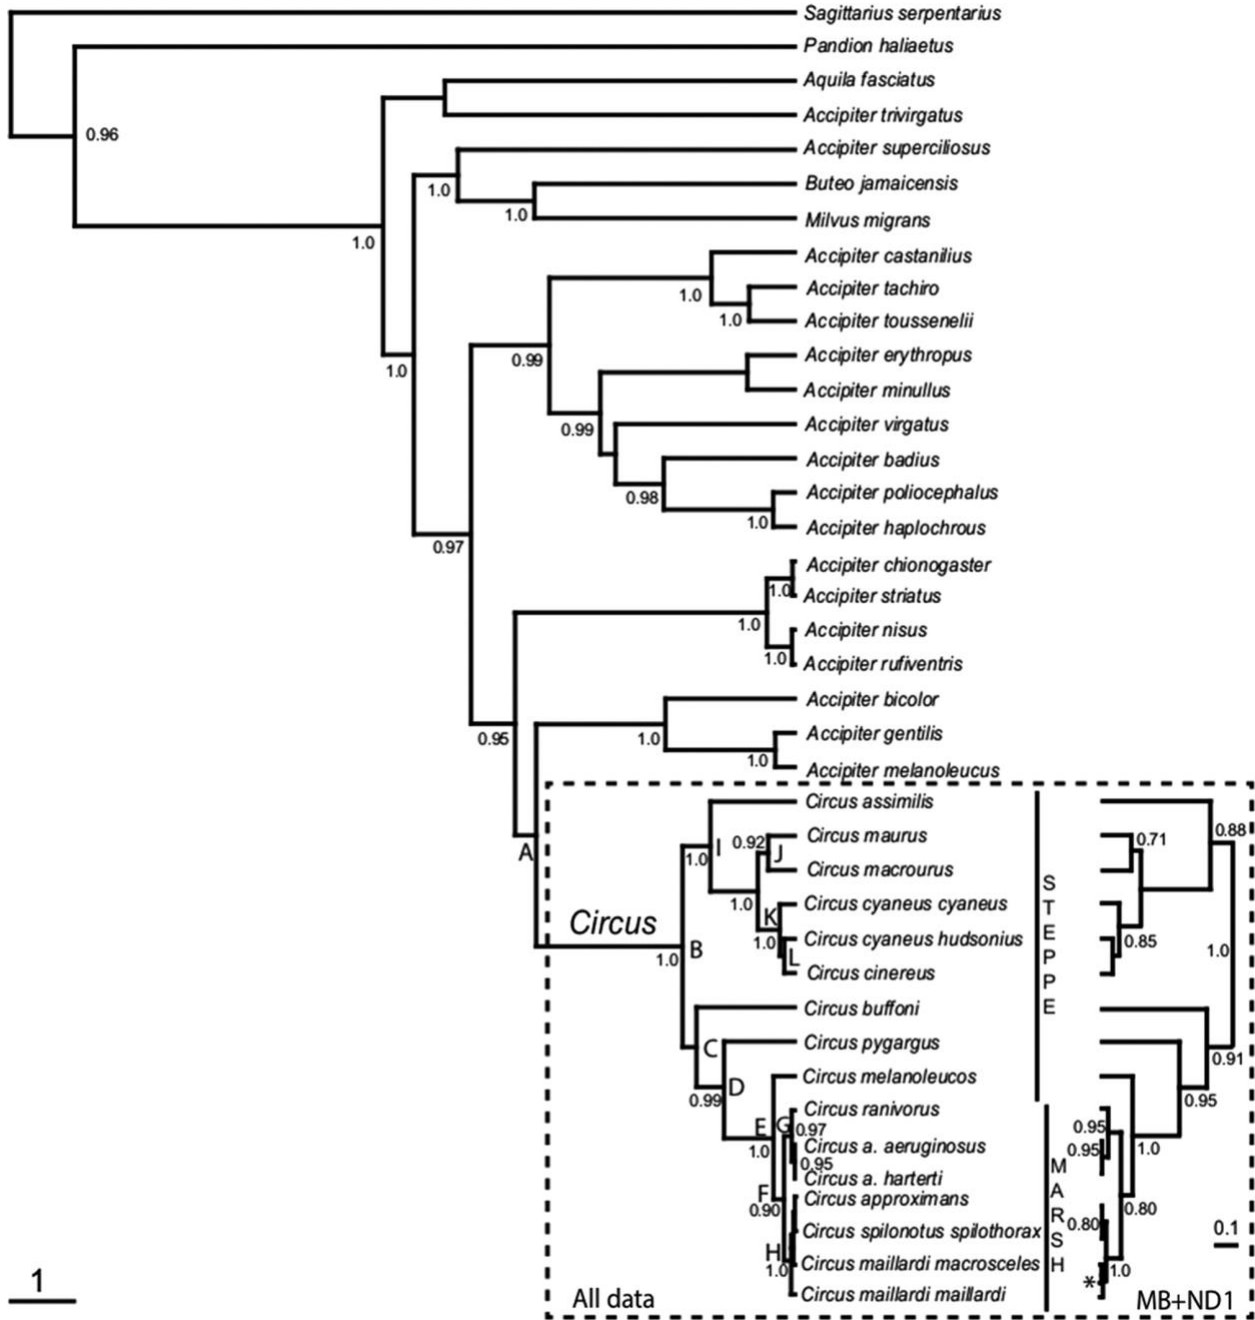 Sagittarius serpentarius
Pandion haliaetus
Aquila fasciatus
0.96
Accipiter trivirgatus
Accipiter superciliosus
1.0
Buteo jamaicensis
1.0
Milvus migrans
1.0
Accipiter castanilius
1.0
Accipiter tachiro
1.0
Accipiter toussenelii
Accipiter erythropus
0.99
1.0
Accipiter minullus
Accipiter virgatus
0.99
Accipiter badius
Accipiter poliocephalus
0.98
1.0
Accipiter haplochrous
0.97
Accipiter chionogaster
1.0
Accipiter striatus
1.0
Accipiter nisus
1.0
Accipiter rufiventris
Accipiter bicolor
0.95
1.0
Accipiter gentilis
1.0
Accipiter melanoleucus
Circus assimilis
0.88
Circus maurus
0.92
J
0.71
A
1.0
I
Circus macrourus
1.0
Circus cyaneus cyaneus
K
Circus
1.0
Circus cyaneus hudsonius
0.85
1.0
B
L
1.0
Circus cinereus
STEPPE
Circus buffoni
Circus pygargus
C
0.91
Circus melanoleucos
D
0.99
0.95
Circus ranivorus
E
G
0.97
0.95
1.0
Circus a. aeruginosus
0.95
1.0
0.95
Circus a. harterti
F
Circus approximans
0.90
0.80
Circus spilonotus spilothorax
0.80
0.1
H
1.0
Circus maillardi macrosceles
1.0
MARSH
*
Circus maillardi maillardi
1
All data
MB+ND1